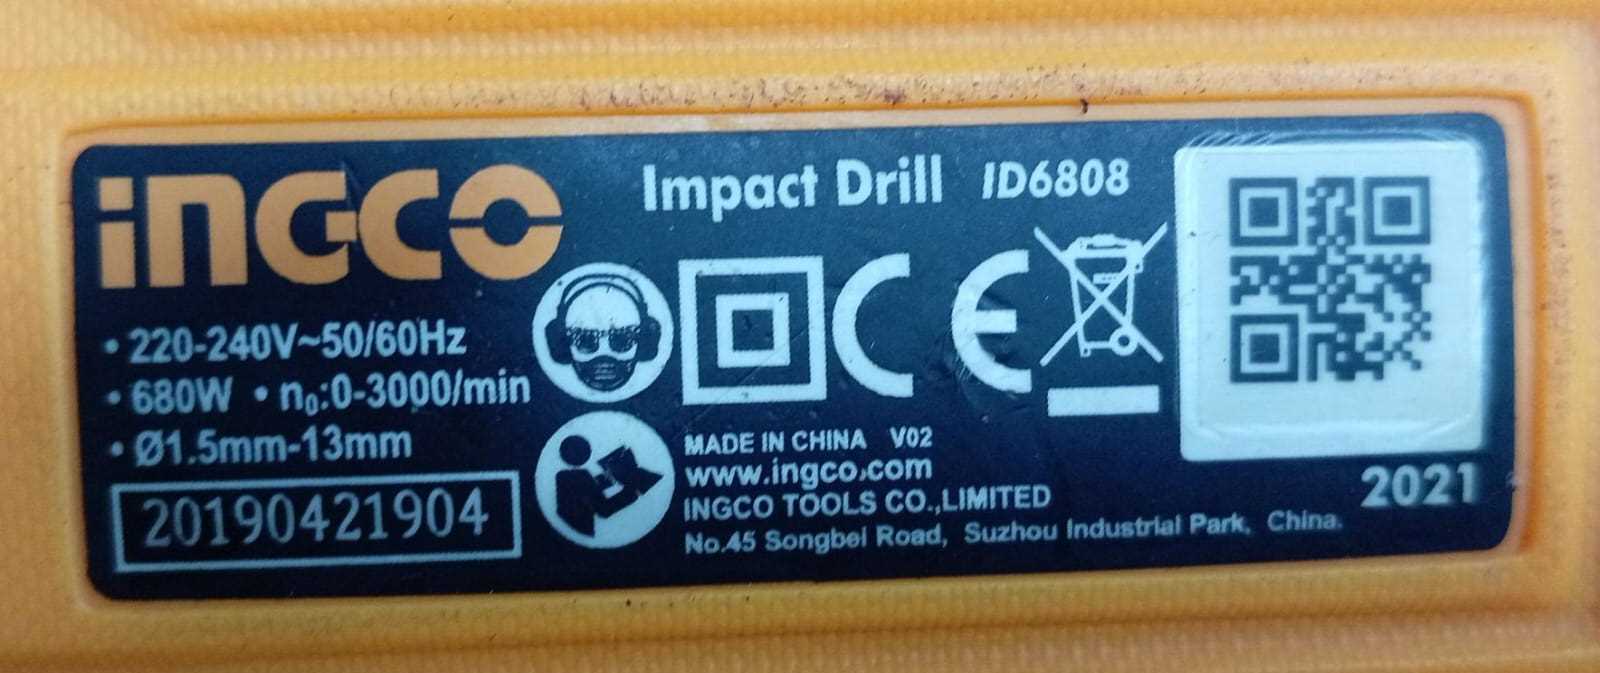 INGCO
Impact Drill ID6808
• 220-240V~50/60Hz
• 680W • n₀:0-3000/min
• Ø1.5mm-13mm
20190421904
CE
MADE IN CHINA V02
www.ingco.com
INGCO TOOLS CO.,LIMITED
No.45 Songbei Road, Suzhou Industrial Park, China.
2021